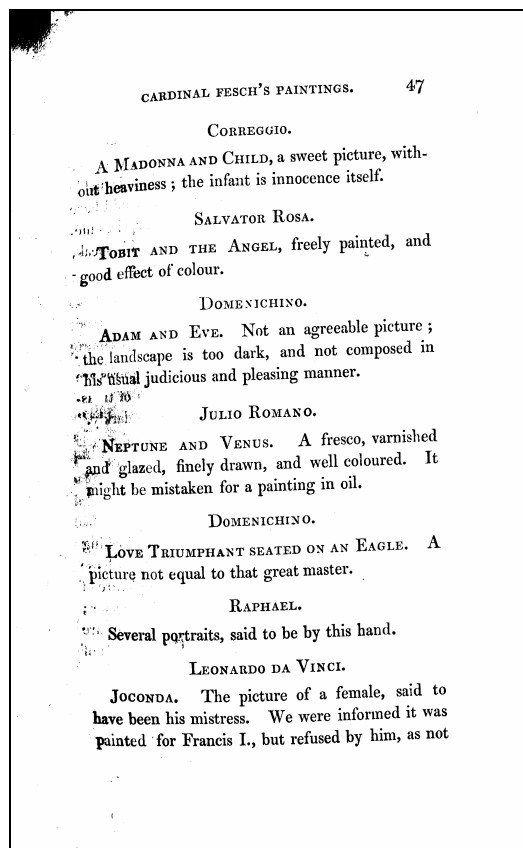 CARDINAL FESCH'S PAINTINGS. 47
CORREGGIO.
A MADONNA AND CHILD, a sweet picture, with-
out heaviness; the infant is innocence itself.
SALVATOR ROSA.
TOBIT AND THE ANGEL, freely painted, and
good effect of colour.
DOMENICHINO.
ADAM AND EVE. Not an agreeable picture;
the landscape is too dark, and not composed in
his usual judicious and pleasing manner.
JULIO ROMANO.
NEPTUNE AND VENUS. A fresco, varnished
and glazed, finely drawn, and well coloured. It
might be mistaken for a painting in oil.
DOMENICHINO.
LOVE TRIUMPHANT SEATED ON AN EAGLE. A
picture not equal to that great master.
RAPHAEL.
Several portraits, said to be by this hand.
LEONARDO DA VINCI.
JOCONDA. The picture of a female, said to
have been his mistress. We were informed it was
painted for Francis I., but refused by him, as not